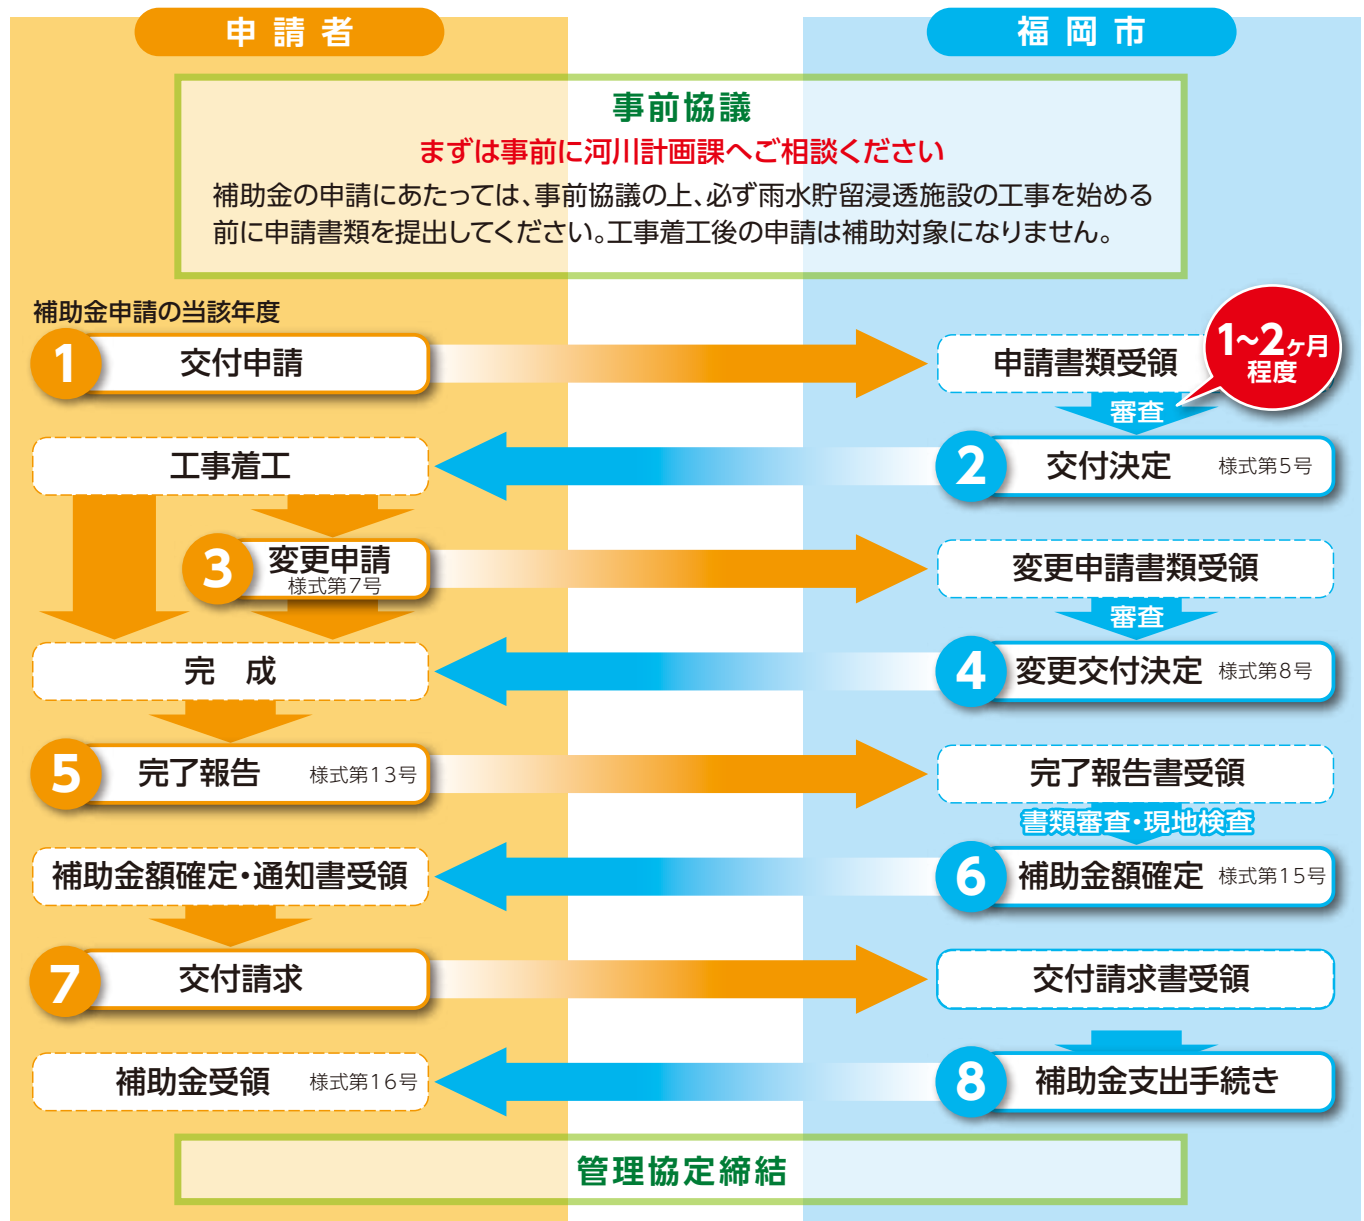 申請者
福岡市
事前協議
まずは事前に河川計画課へご相談ください
補助金の申請にあたっては、事前協議の上、必ず雨水貯留浸透施設の工事を始める
前に申請書類を提出してください。工事着工後の申請は補助対象になりません。
補助金申請の当該年度
1 交付申請
申請書類受領
1~2ヶ月
程度
審査
工事着工
2 交付決定 様式第5号
3 変更申請
様式第7号
変更申請書類受領
審査
完 成
4 変更交付決定 様式第8号
5 完了報告 様式第13号
完了報告書受領
書類審査・現地検査
補助金額確定・通知書受領
6 補助金額確定 様式第15号
7 交付請求
交付請求書受領
補助金受領 様式第16号
8 補助金支出手続き
管理協定締結